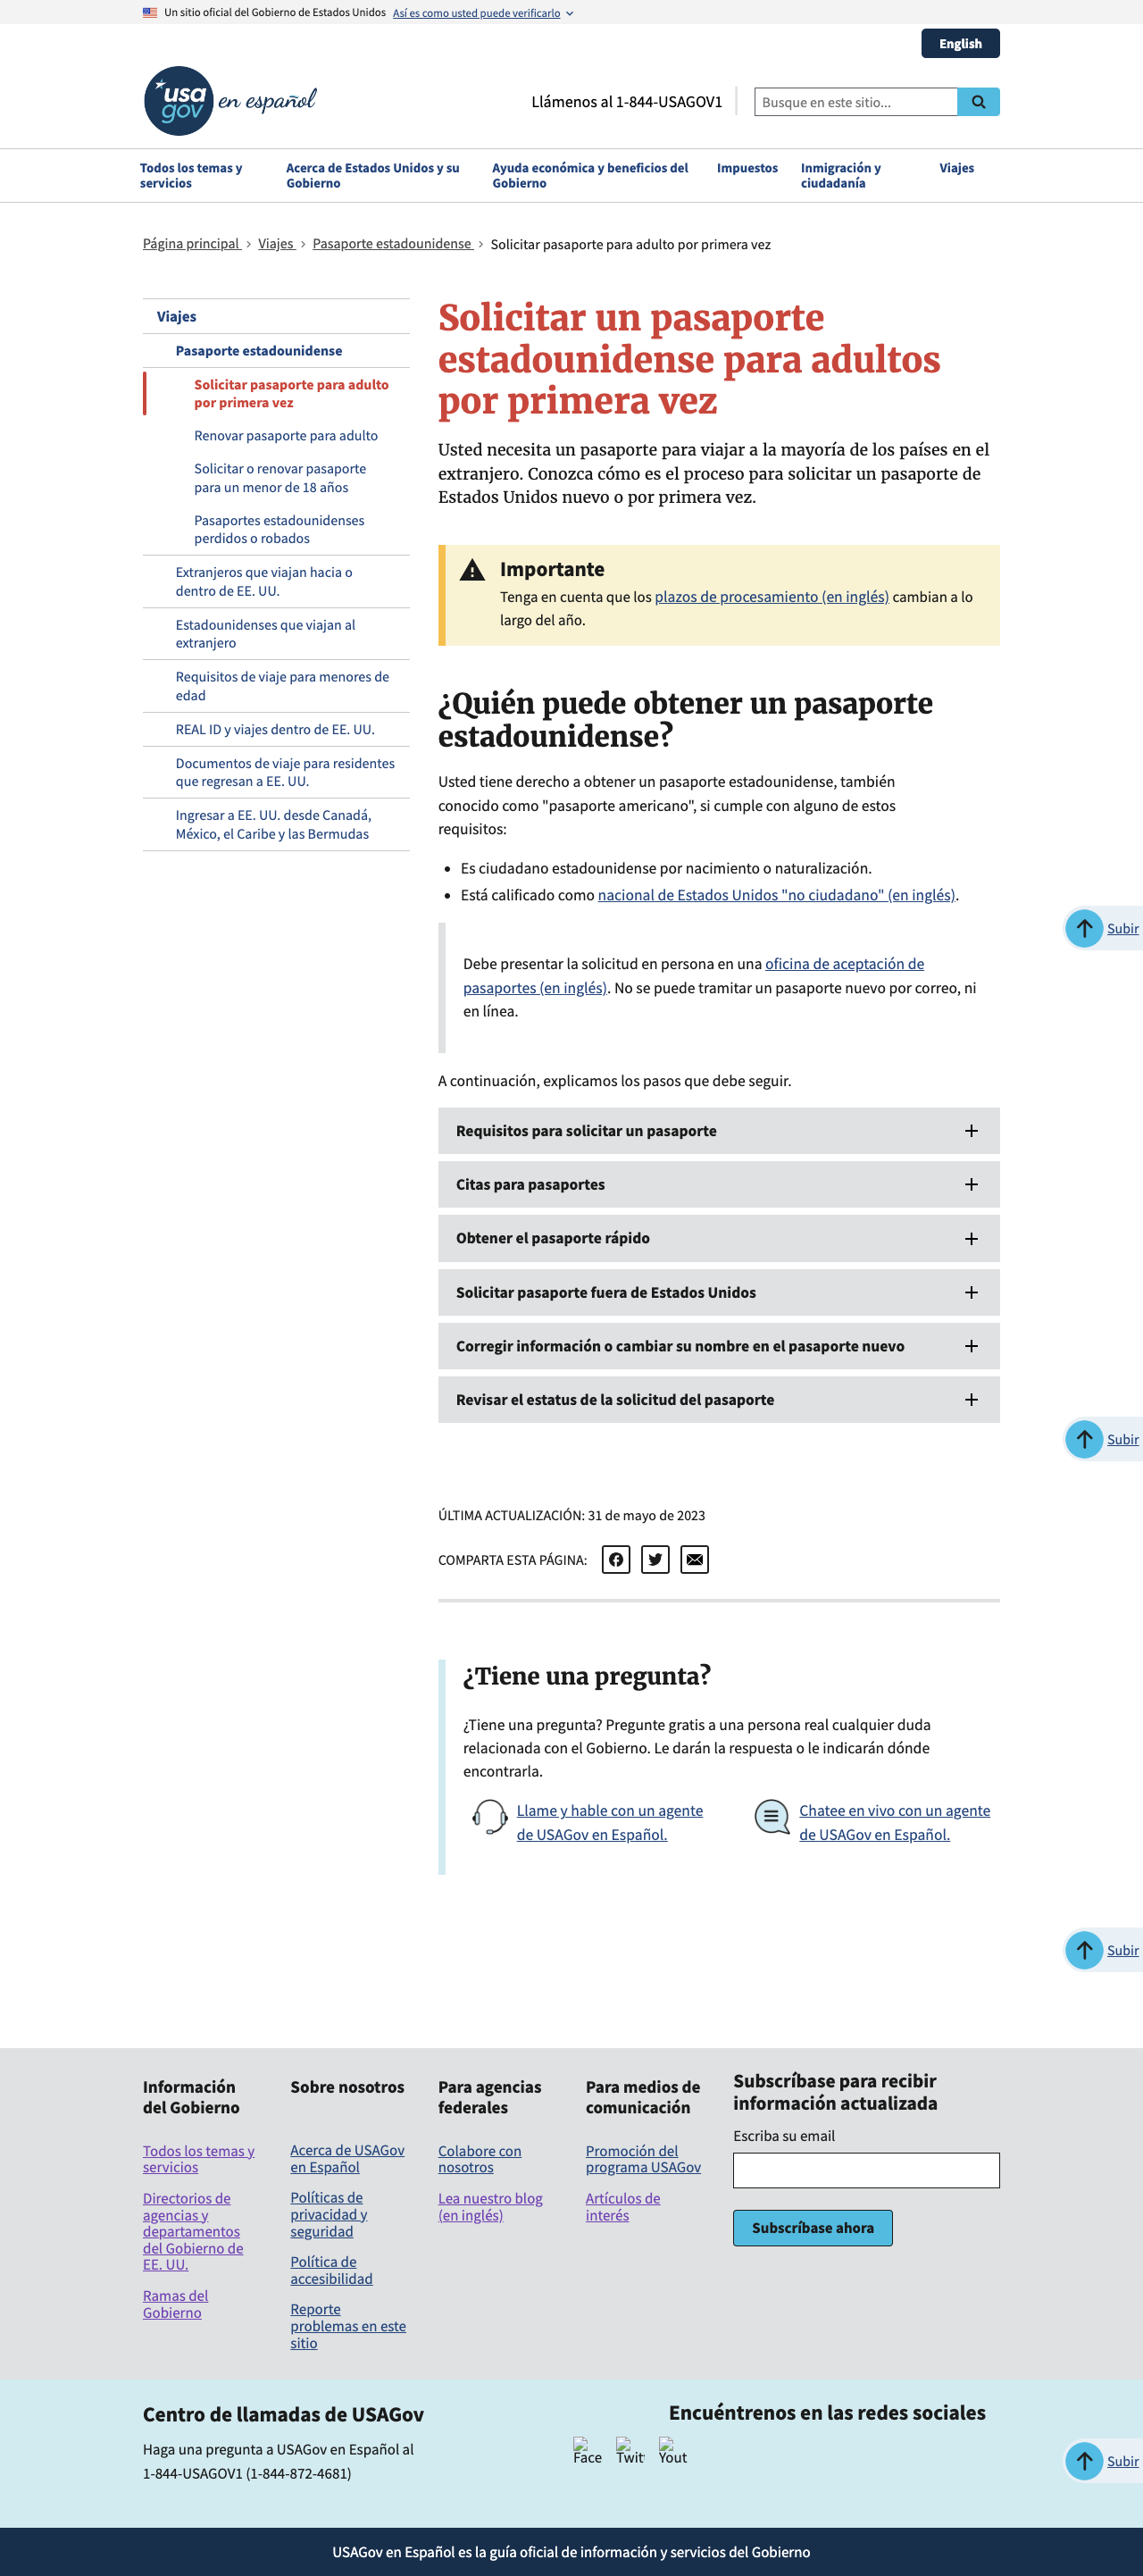 Un sitio oficial del Gobierno de Estados Unidos Así es como usted puede verificarlo
English
usa gov en español
Llámenos al 1-844-USAGOV1
Busque en este sitio...
Todos los temas y servicios
Acerca de Estados Unidos y su Gobierno
Ayuda económica y beneficios del Gobierno
Impuestos
Inmigración y ciudadanía
Viajes
Página principal > Viajes > Pasaporte estadounidense > Solicitar pasaporte para adulto por primera vez
Viajes
Pasaporte estadounidense
Solicitar pasaporte para adulto
por primera vez
Renovar pasaporte para adulto
Solicitar o renovar pasaporte
para un menor de 18 años
Pasaportes estadounidenses
perdidos o robados
Extranjeros que viajan hacia o
dentro de EE. UU.
Estadounidenses que viajan al
extranjero
Requisitos de viaje para menores de
edad
REAL ID y viajes dentro de EE. UU.
Documentos de viaje para residentes
que regresan a EE. UU.
Ingresar a EE. UU. desde Canadá,
México, el Caribe y las Bermudas
Solicitar un pasaporte
estadounidense para adultos
por primera vez
Usted necesita un pasaporte para viajar a la mayoría de los países en el
extranjero. Conozca cómo es el proceso para solicitar un pasaporte de
Estados Unidos nuevo o por primera vez.
Importante
Tenga en cuenta que los plazos de procesamiento (en inglés) cambian a lo
largo del año.
¿Quién puede obtener un pasaporte
estadounidense?
Usted tiene derecho a obtener un pasaporte estadounidense, también
conocido como "pasaporte americano", si cumple con alguno de estos
requisitos:
• Es ciudadano estadounidense por nacimiento o naturalización.
• Está calificado como nacional de Estados Unidos "no ciudadano" (en inglés).
Subir
Debe presentar la solicitud en persona en una oficina de aceptación de
pasaportes (en inglés). No se puede tramitar un pasaporte nuevo por correo, ni
en línea.
A continuación, explicamos los pasos que debe seguir.
Requisitos para solicitar un pasaporte
Citas para pasaportes
Obtener el pasaporte rápido
Solicitar pasaporte fuera de Estados Unidos
Corregir información o cambiar su nombre en el pasaporte nuevo
Revisar el estatus de la solicitud del pasaporte
Subir
ÚLTIMA ACTUALIZACIÓN: 31 de mayo de 2023
COMPARTA ESTA PÁGINA:
¿Tiene una pregunta?
¿Tiene una pregunta? Pregunte gratis a una persona real cualquier duda
relacionada con el Gobierno. Le darán la respuesta o le indicarán dónde
encontrarla.
Llame y hable con un agente
de USAGov en Español.
Chatee en vivo con un agente
de USAGov en Español.
Subir
Información
del Gobierno
Todos los temas y
servicios
Directorios de
agencias y
departamentos
del Gobierno de
EE. UU.
Ramas del
Gobierno
Sobre nosotros
Acerca de USAGov
en Español
Políticas de
privacidad y
seguridad
Política de
accesibilidad
Reporte
problemas en este
sitio
Para agencias
federales
Colabore con
nosotros
Lea nuestro blog
(en inglés)
Para medios de
comunicación
Promoción del
programa USAGov
Artículos de
interés
Suscríbase para recibir
información actualizada
Escriba su email
Suscríbase ahora
Centro de llamadas de USAGov
Haga una pregunta a USAGov en Español al
1-844-USAGOV1 (1-844-872-4681)
Encuéntrenos en las redes sociales
Face Twit Yout
Subir
USAGov en Español es la guía oficial de información y servicios del Gobierno